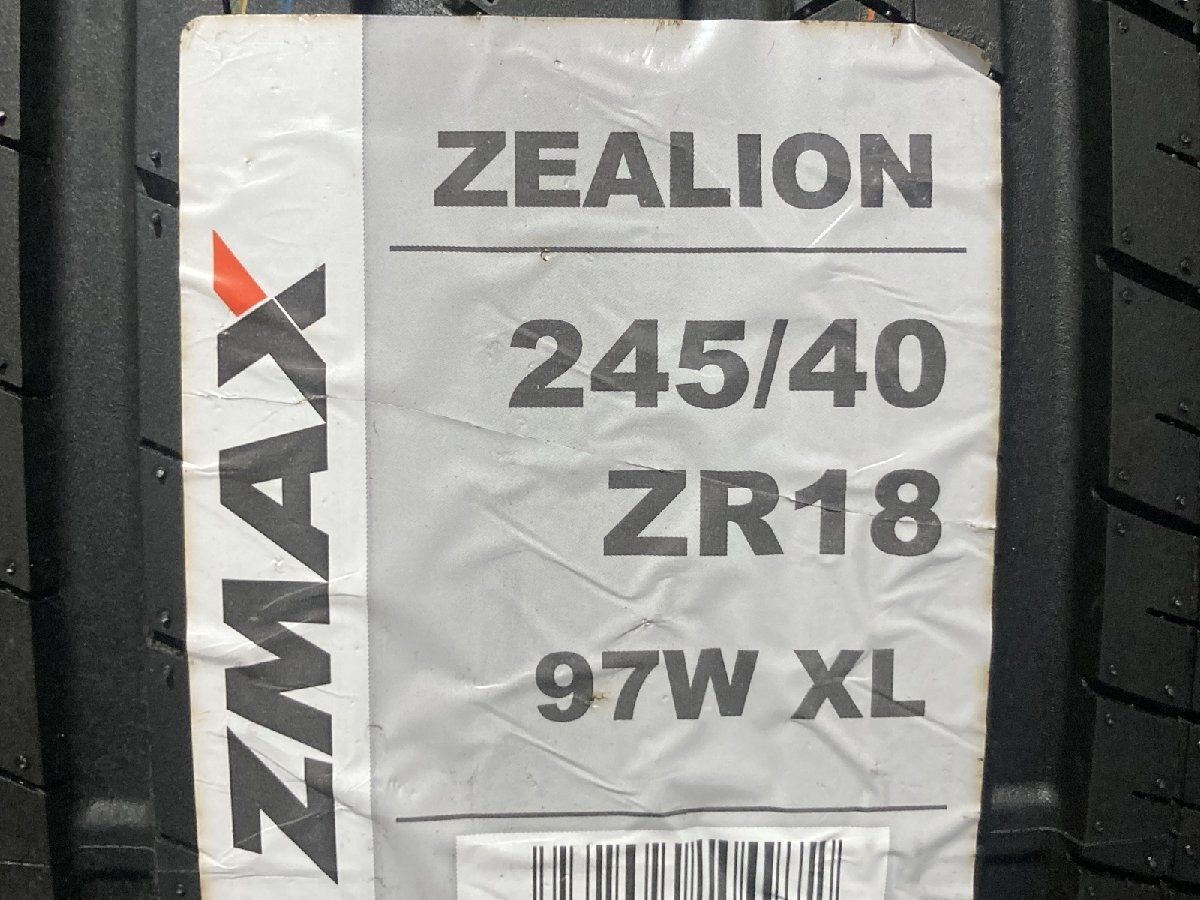 ZMAX
ZEALION
245/40
ZR18
97W XL